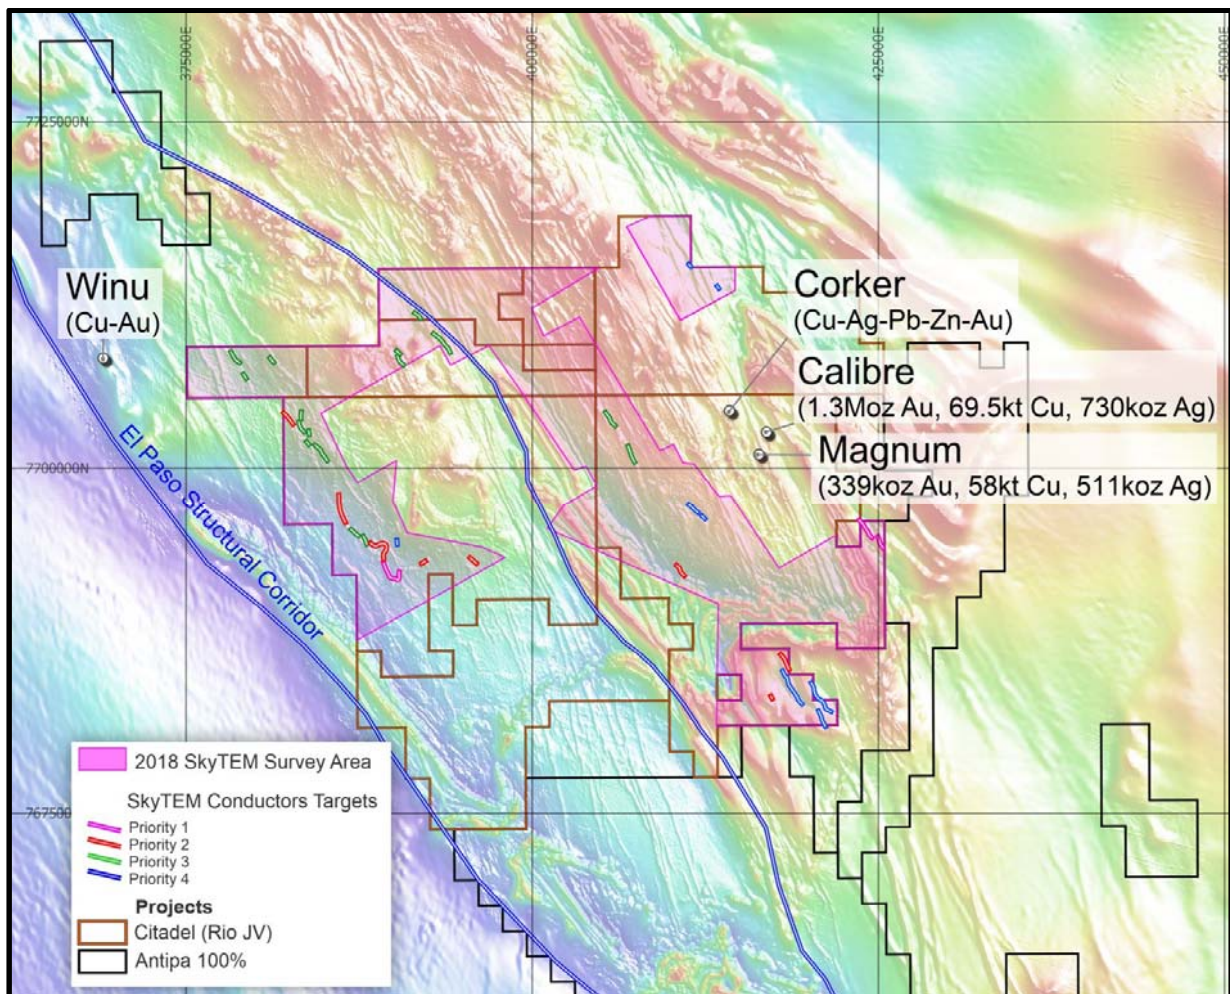 375000E
400000E
425000E
450000E
7725000N
Winu
(Cu-Au)
Corker
(Cu-Ag-Pb-Zn-Au)
Calibre
(1.3Moz Au, 69.5kt Cu, 730koz Ag)
7700000N
Magnum
(339koz Au, 58kt Cu, 511koz Ag)
El Paso Structural Corridor
2018 SkyTEM Survey Area
SkyTEM Conductors Targets
Priority 1
Priority 2
Priority 3
Priority 4
767500
Projects
Citadel (Rio JV)
Antipa 100%